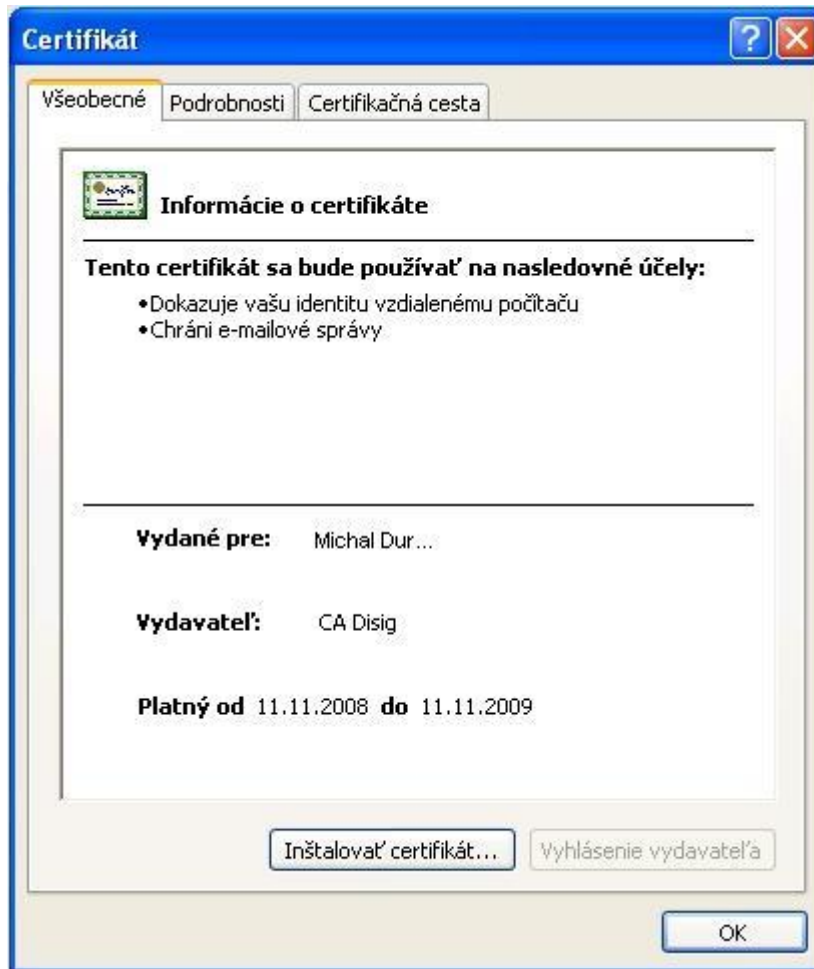 Certifikát
Všeobecné Podrobnosti Certifikačná cesta
Informácie o certifikáte
Tento certifikát sa bude používať na nasledovné účely:
•Dokazuje vašu identitu vzdialenému počítaču
•Chráni e-mailové správy
Vydané pre: Michal Dur...
Vydavateľ: CA Disig
Platný od 11.11.2008 do 11.11.2009
Inštalovať certifikát... Vyhlásenie vydavateľa
OK